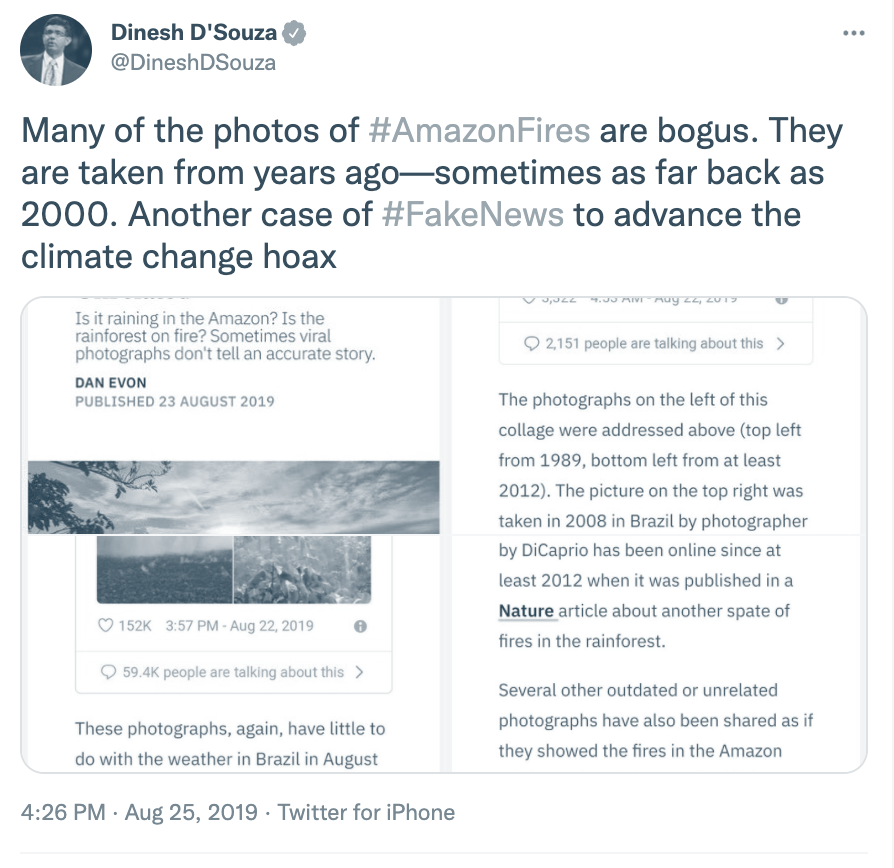 Dinesh D'Souza
@DineshDSouza
Many of the photos of #AmazonFires are bogus. They
are taken from years ago—sometimes as far back as
2000. Another case of #FakeNews to advance the
climate change hoax
Is it raining in the Amazon? Is the
rainforest on fire? Sometimes viral
photographs don't tell an accurate story.
DAN EVON
PUBLISHED 23 AUGUST 2019
152K 3:57 PM - Aug 22, 2019
59.4K people are talking about this
These photographs, again, have little to
do with the weather in Brazil in August
3,322 4:33 AM - Aug 22, 2019
2,151 people are talking about this
The photographs on the left of this
collage were addressed above (top left
from 1989, bottom left from at least
2012). The picture on the top right was
taken in 2008 in Brazil by photographer
by DiCaprio has been online since at
least 2012 when it was published in a
Nature article about another spate of
fires in the rainforest.
Several other outdated or unrelated
photographs have also been shared as if
they showed the fires in the Amazon
4:26 PM · Aug 25, 2019 · Twitter for iPhone